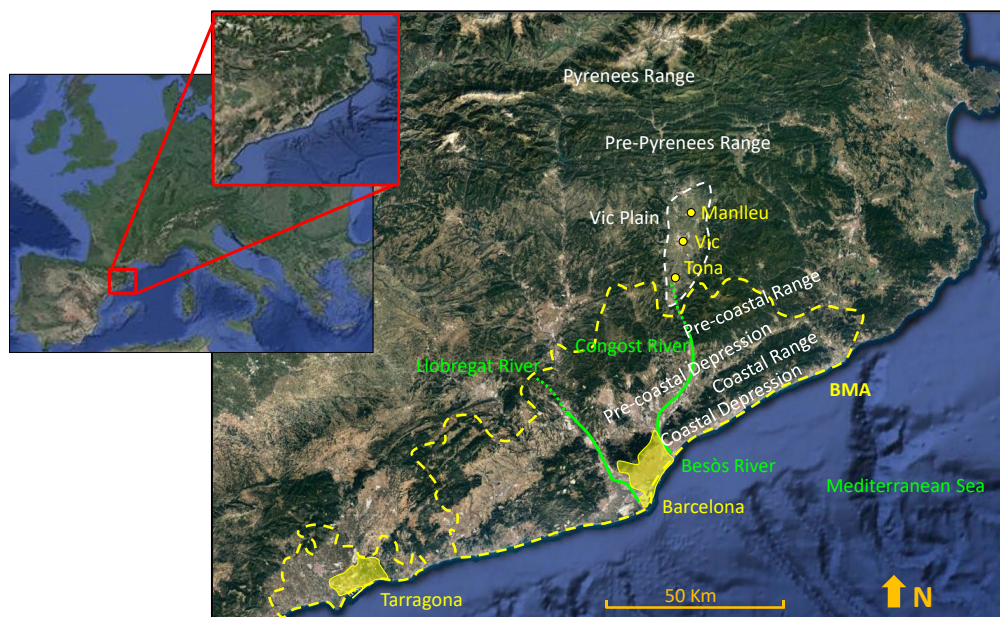 Pyrenees Range
Pre-Pyrenees Range
Vic Plain
Manlleu
Vic
Tona
Pre-coastal Range
Congost River
Llobregat River
Pre-coastal Depression
Coastal Range
Coastal Depression
BMA
Besòs River
Mediterranean Sea
Barcelona
Tarragona
50 Km
N